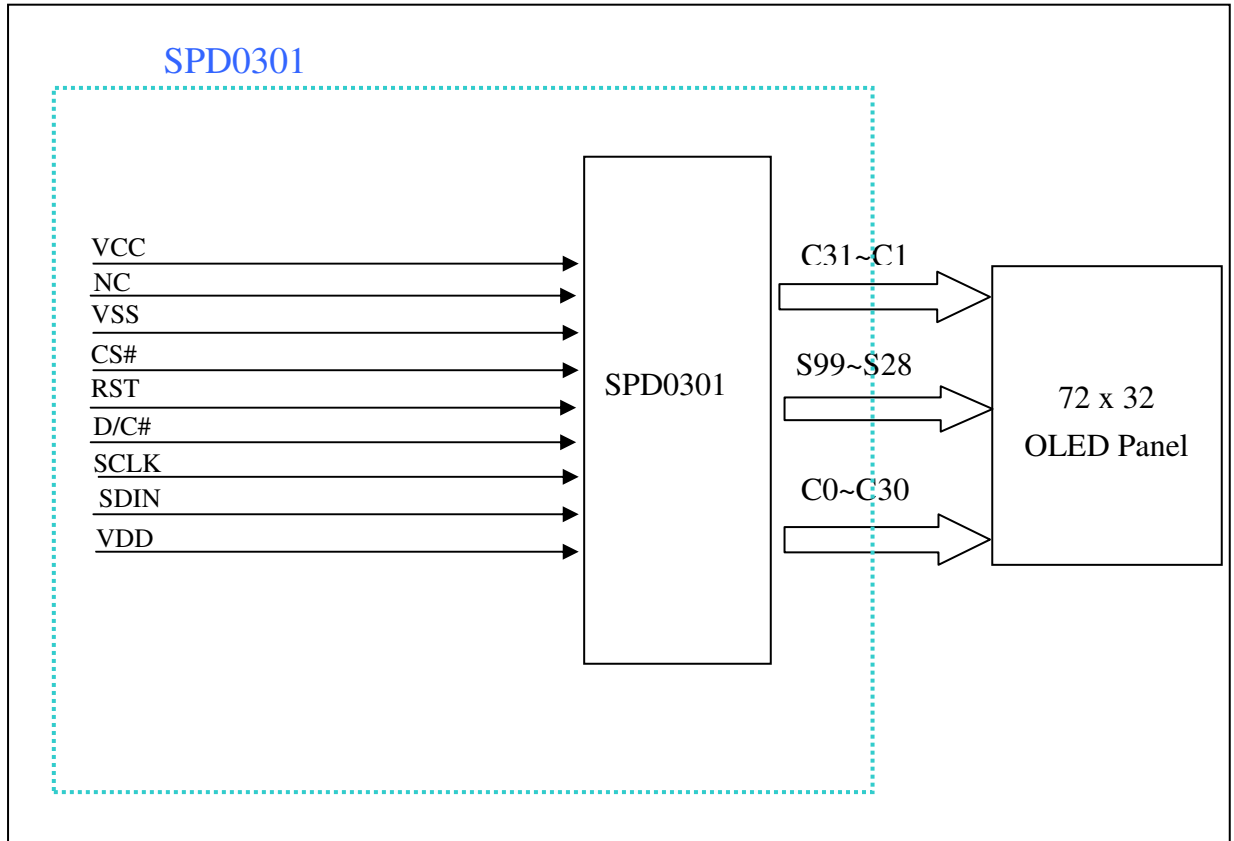 SPD0301
VCC
NC
VSS
CS#
RST
D/C#
SCLK
SDIN
VDD
SPD0301
C31~C1
S99~S28
C0~C30
72 x 32
OLED Panel